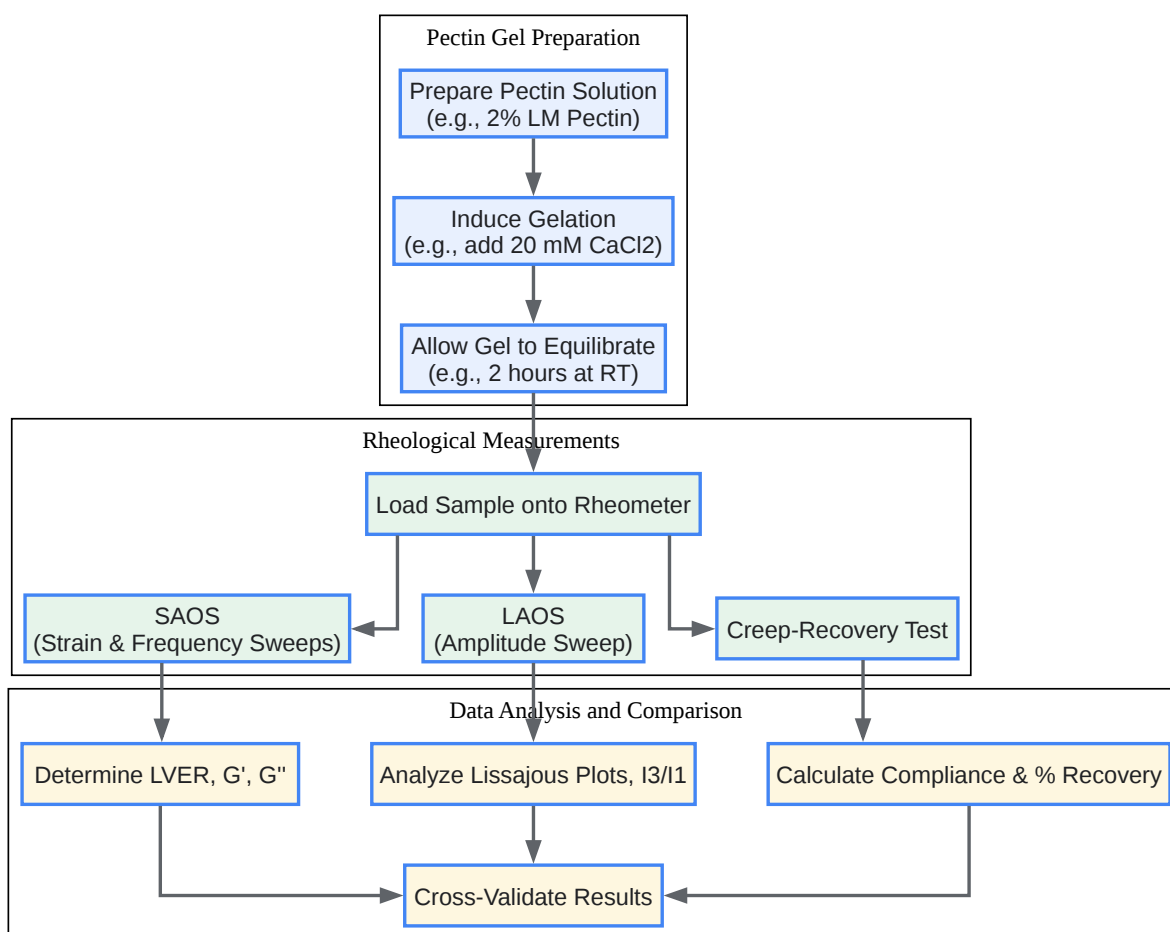 Pectin Gel Preparation
Prepare Pectin Solution
(e.g., 2% LM Pectin)
Induce Gelation
(e.g., add 20 mM CaCl2)
Allow Gel to Equilibrate
(e.g., 2 hours at RT)
Rheological Measurements
Load Sample onto Rheometer
SAOS
(Strain & Frequency Sweeps)
LAOS
(Amplitude Sweep)
Creep-Recovery Test
Data Analysis and Comparison
Determine LVER, G', G''
Analyze Lissajous Plots, I3/I1
Calculate Compliance & % Recovery
Cross-Validate Results